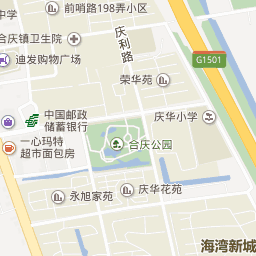 前哨路198弄小区
中学
合庆镇卫生院
庆利路
迪发购物广场
G1501
荣华苑
中国邮政
储蓄银行
庆华小学
一心玛特
超市面包房
合庆公园
永旭家苑
庆华花苑
海湾新城